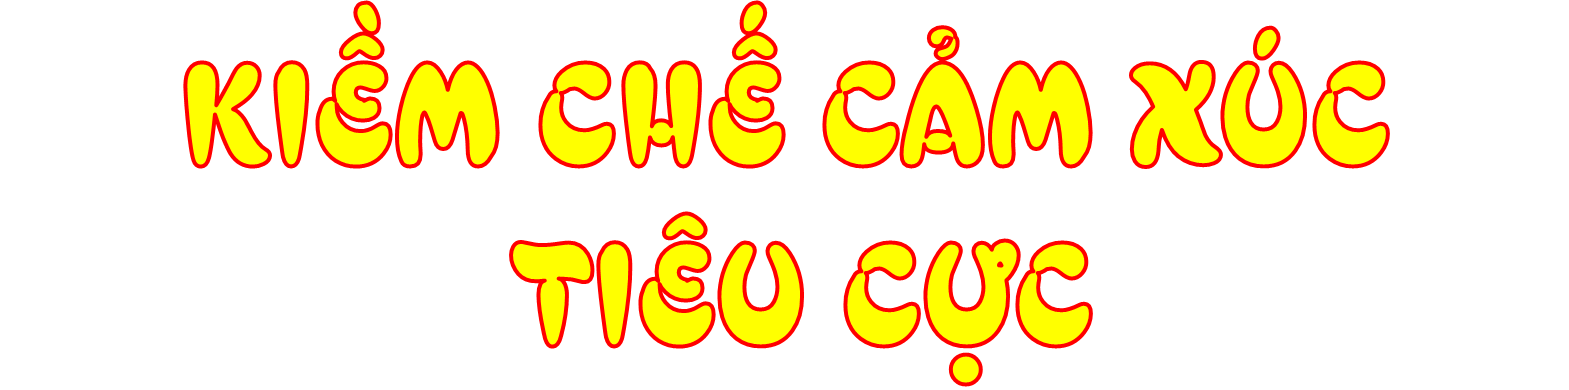 KIỀM CHẾ CẢM XÚC
TIÊU CỰC